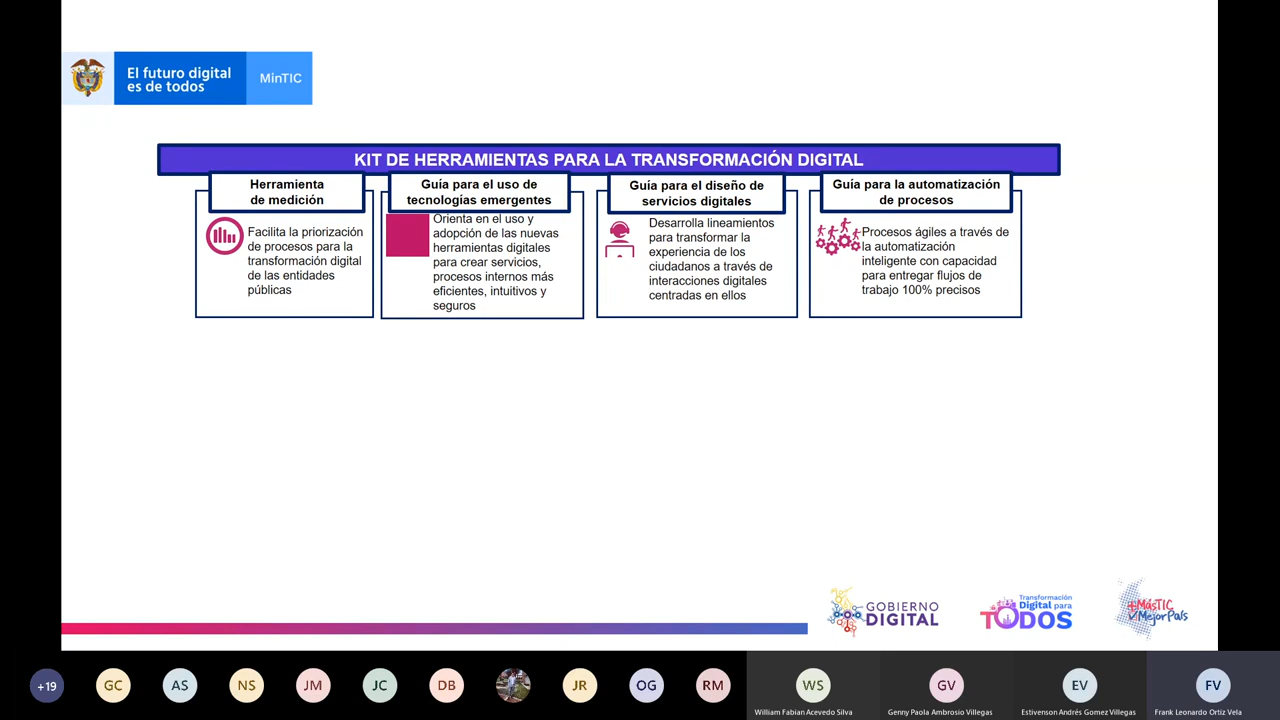 El futuro digital
es de todos
MinTIC
KIT DE HERRAMIENTAS PARA LA TRANSFORMACIÓN DIGITAL
Herramienta
de medición
Facilita la priorización
de procesos para la
transformación digital
de las entidades
públicas
Guía para el uso de
tecnologías emergentes
Orienta en el uso y
adopción de las nuevas
herramientas digitales
para crear servicios,
procesos internos más
eficientes, intuitivos y
seguros
Guía para el diseño de
servicios digitales
Desarrolla lineamientos
para transformar la
experiencia de los
ciudadanos a través de
interacciones digitales
centradas en ellos
Guía para la automatización
de procesos
Procesos ágiles a través de
la automatización
inteligente con capacidad
para entregar flujos de
trabajo 100% precisos
GOBIERNO
DIGITAL
Transformación
Digital para
TODOS
+MásTIC
MejorPaís
+19
GC
AS
NS
JM
JC
DB
JR
OG
RM
WS
William Fabian Acevedo Silva
GV
Genny Paola Ambrosio Villegas
EV
Estivenson Andrés Gomez Villegas
FV
Frank Leonardo Ortíz Vela